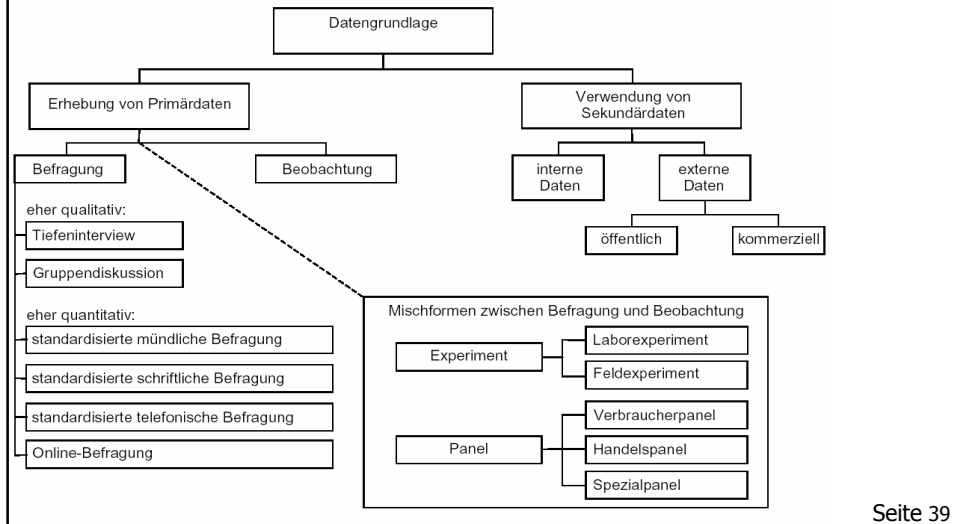 Datengrundlage
Erhebung von Primärdaten
Verwendung von
Sekundärdaten
Befragung
Beobachtung
interne
Daten
externe
Daten
öffentlich
kommerziell
eher qualitativ:
Tiefeninterview
Gruppendiskussion
eher quantitativ:
standardisierte mündliche Befragung
standardisierte schriftliche Befragung
standardisierte telefonische Befragung
Online-Befragung
Mischformen zwischen Befragung und Beobachtung
Experiment
Laborexperiment
Feldexperiment
Panel
Verbraucherpanel
Handelspanel
Spezialpanel
Seite 39